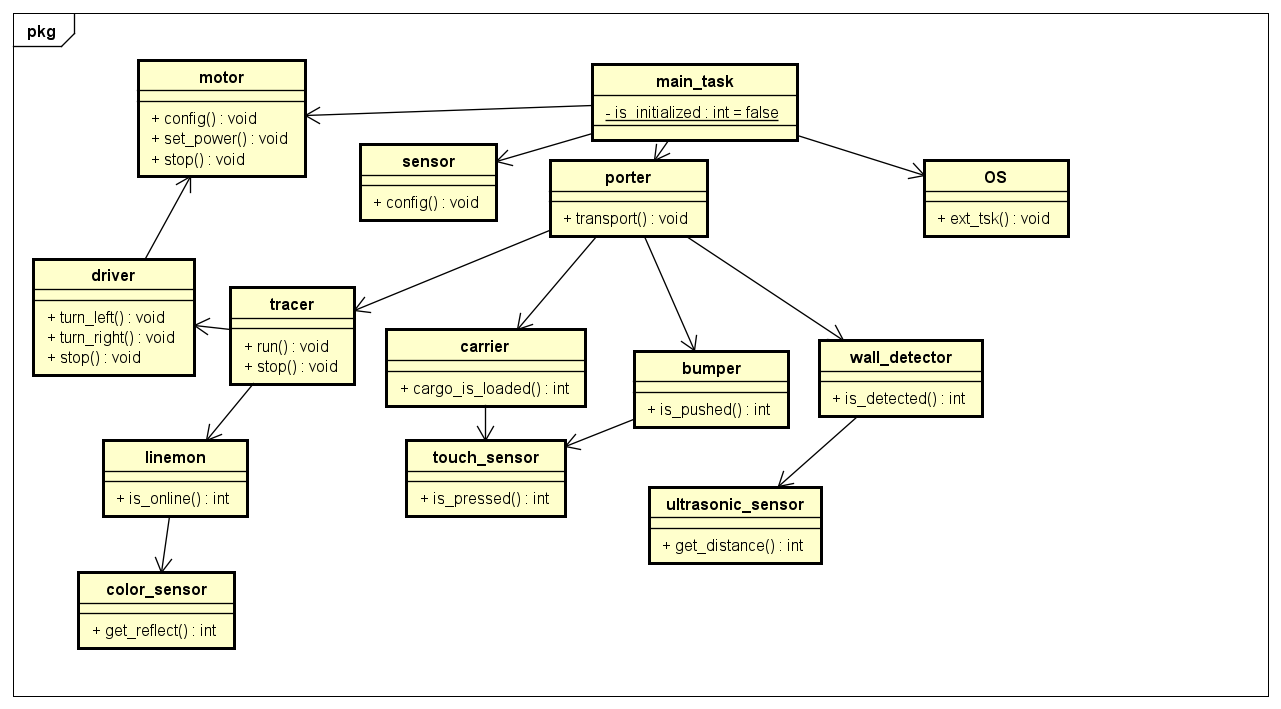 pkg
motor
+ config() : void
+ set_power() : void
+ stop() : void
main_task
- is_initialized : int = false
sensor
+ config() : void
porter
+ transport() : void
OS
+ ext_tsk() : void
driver
+ turn_left() : void
+ turn_right() : void
+ stop() : void
tracer
+ run() : void
+ stop() : void
carrier
+ cargo_is_loaded() : int
bumper
+ is_pushed() : int
wall_detector
+ is_detected() : int
linemon
+ is_online() : int
touch_sensor
+ is_pressed() : int
ultrasonic_sensor
+ get_distance() : int
color_sensor
+ get_reflect() : int